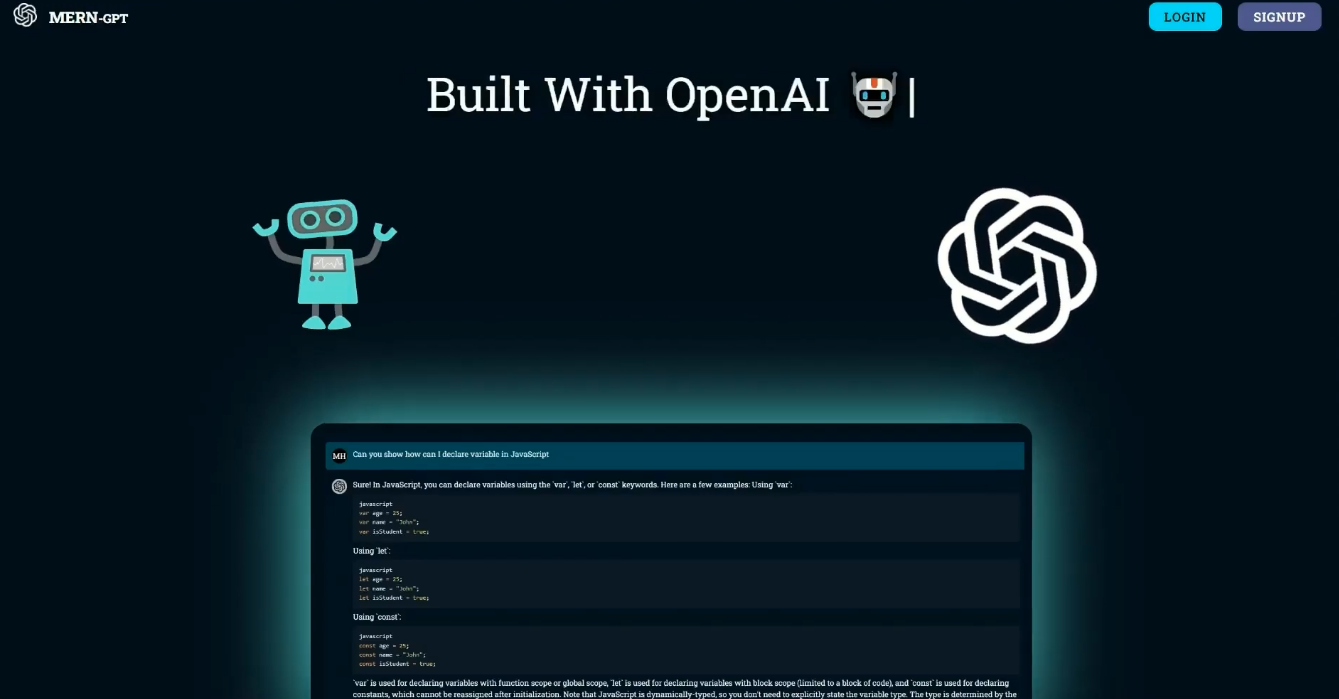 MERN-GPT
LOGIN
SIGNUP
Built With OpenAI 🤖 |
MH
Can you show how can I declare variable in JavaScript
Sure! In JavaScript, you can declare variables using the `var`, `let`, or `const` keywords. Here are a few examples: Using `var`:
javascript
var age = 25;
var name = "John";
var isStudent = true;
Using `let`:
javascript
let age = 25;
let name = "John";
let isStudent = true;
Using `const`:
javascript
const age = 25;
const name = "John";
const isStudent = true;
`var` is used for declaring variables with function scope or global scope, `let` is used for declaring variables with block scope (limited to a block of code), and `const` is used for declaring
constants, which cannot be reassigned after initialization. Note that JavaScript is dynamically-typed, so you don't need to explicitly state the variable type. The type is determined by the